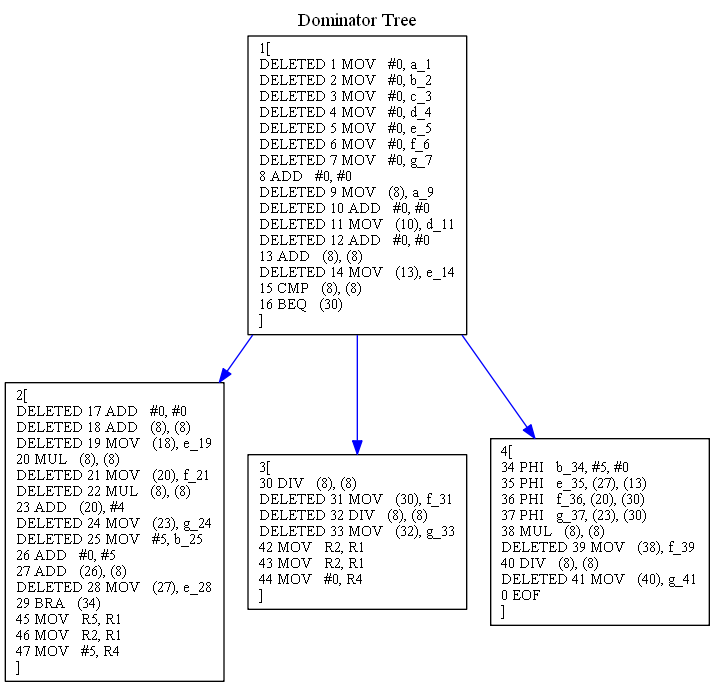 Dominator Tree
1[
DELETED 1 MOV #0, a_1
DELETED 2 MOV #0, b_2
DELETED 3 MOV #0, c_3
DELETED 4 MOV #0, d_4
DELETED 5 MOV #0, e_5
DELETED 6 MOV #0, f_6
DELETED 7 MOV #0, g_7
8 ADD #0, #0
DELETED 9 MOV (8), a_9
DELETED 10 ADD #0, #0
DELETED 11 MOV (10), d_11
DELETED 12 ADD #0, #0
13 ADD (8), (8)
DELETED 14 MOV (13), e_14
15 CMP (8), (8)
16 BEQ (30)
]
2[
DELETED 17 ADD #0, #0
DELETED 18 ADD (8), (8)
DELETED 19 MOV (18), e_19
20 MUL (8), (8)
DELETED 21 MOV (20), f_21
DELETED 22 MUL (8), (8)
23 ADD (20), #4
DELETED 24 MOV (23), g_24
DELETED 25 MOV #5, b_25
26 ADD #0, #5
27 ADD (26), (8)
DELETED 28 MOV (27), e_28
29 BRA (34)
45 MOV R5, R1
46 MOV R2, R1
47 MOV #5, R4
]
3[
30 DIV (8), (8)
DELETED 31 MOV (30), f_31
DELETED 32 DIV (8), (8)
DELETED 33 MOV (32), g_33
42 MOV R2, R1
43 MOV R2, R1
44 MOV #0, R4
]
4[
34 PHI b_34, #5, #0
35 PHI e_35, (27), (13)
36 PHI f_36, (20), (30)
37 PHI g_37, (23), (30)
38 MUL (8), (8)
DELETED 39 MOV (38), f_39
40 DIV (8), (8)
DELETED 41 MOV (40), g_41
0 EOF
]